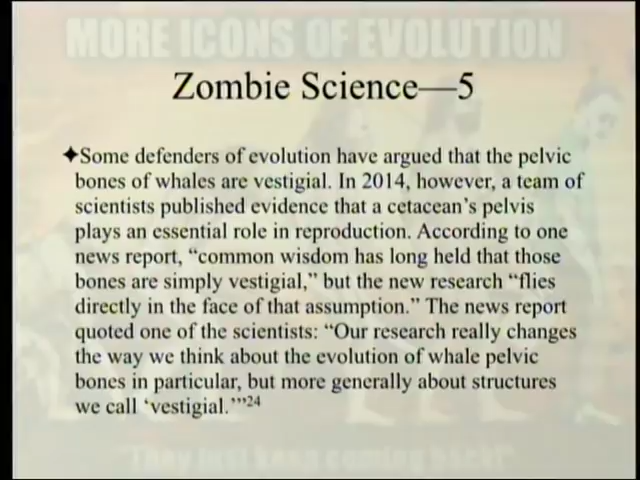 MORE ICONS OF EVOLUTION
Zombie Science—5
✦Some defenders of evolution have argued that the pelvic
bones of whales are vestigial. In 2014, however, a team of
scientists published evidence that a cetacean’s pelvis
plays an essential role in reproduction. According to one
news report, “common wisdom has long held that those
bones are simply vestigial,” but the new research “flies
directly in the face of that assumption.” The news report
quoted one of the scientists: “Our research really changes
the way we think about the evolution of whale pelvic
bones in particular, but more generally about structures
we call ‘vestigial.’”24
"They just keep coming back!"